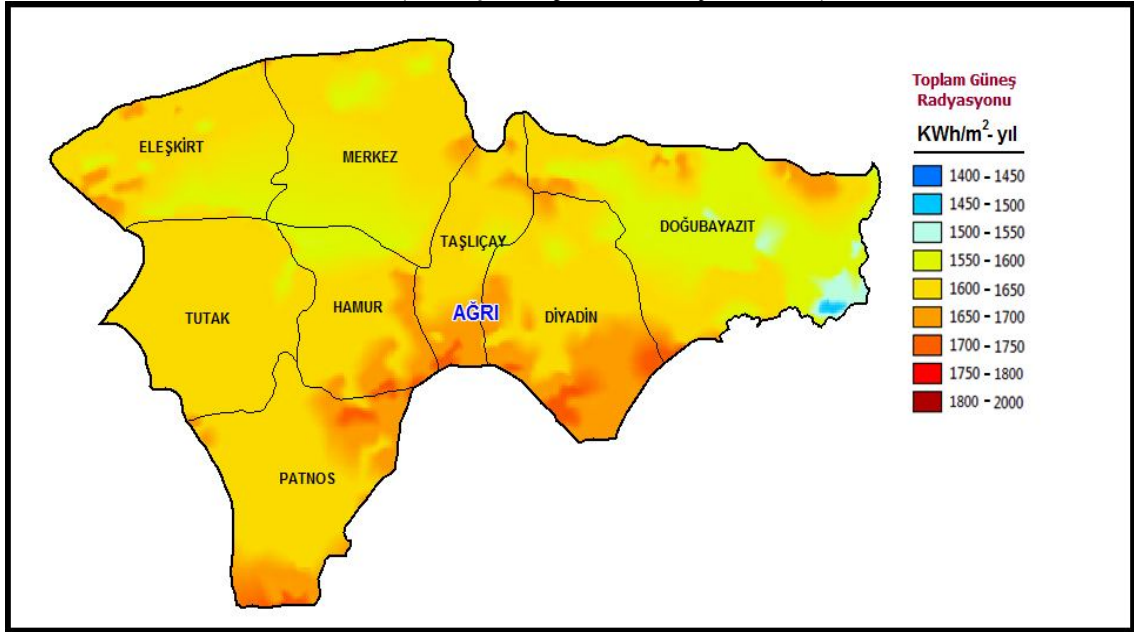 Toplam Güneş
Radyasyonu
KWh/m²- yıl
1400 - 1450
1450 - 1500
1500 - 1550
1550 - 1600
1600 - 1650
1650 - 1700
1700 - 1750
1750 - 1800
1800 - 2000
ELEŞKİRT
MERKEZ
TAŞLIÇAY
DOĞUBAYAZIT
TUTAK
HAMUR
AĞRI
DİYADİN
PATNOS